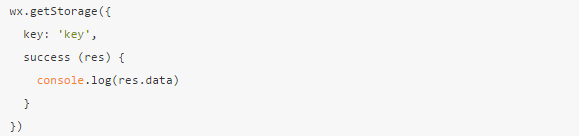 wx.getStorage({
  key: 'key',
  success (res) {
    console.log(res.data)
  }
})